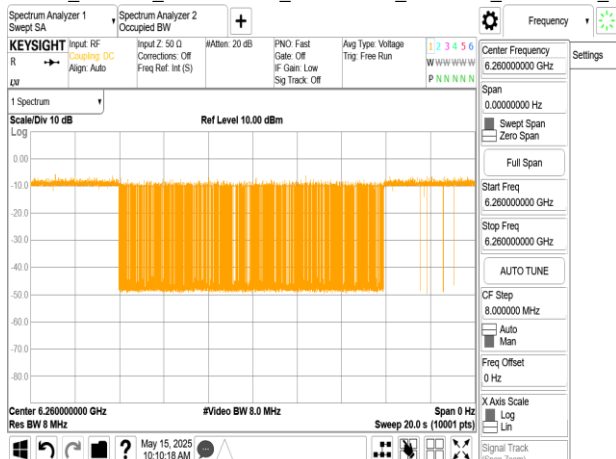 Spectrum Analyzer 1
Swept SA
Spectrum Analyzer 2
Occupied BW
+
Frequency
KEYSIGHT
R
Input: RF
Coupling: DC
Align: Auto
Input Z: 50 Ω
Corrections: Off
Freq Ref: Int (S)
#Atten: 20 dB
PNO: Fast
Gate: Off
IF Gain: Low
Sig Track: Off
Avg Type: Voltage
Trig: Free Run
1 2 3 4 5 6
W W W W W W
P N N N N N
1 Spectrum
Scale/Div 10 dB
Ref Level 10.00 dBm
Log
0.00
-10.0
-20.0
-30.0
-40.0
-50.0
-60.0
-70.0
-80.0
Center 6.260000000 GHz
#Video BW 8.0 MHz
Span 0 Hz
Res BW 8 MHz
Sweep 20.0 s (10001 pts)
May 15, 2025
10:10:18 AM
Center Frequency
6.260000000 GHz
Settings
Span
0.00000000 Hz
Swept Span
Zero Span
Full Span
Start Freq
6.260000000 GHz
Stop Freq
6.260000000 GHz
AUTO TUNE
CF Step
8.000000 MHz
Auto
Man
Freq Offset
0 Hz
X Axis Scale
Log
Lin
Signal Track